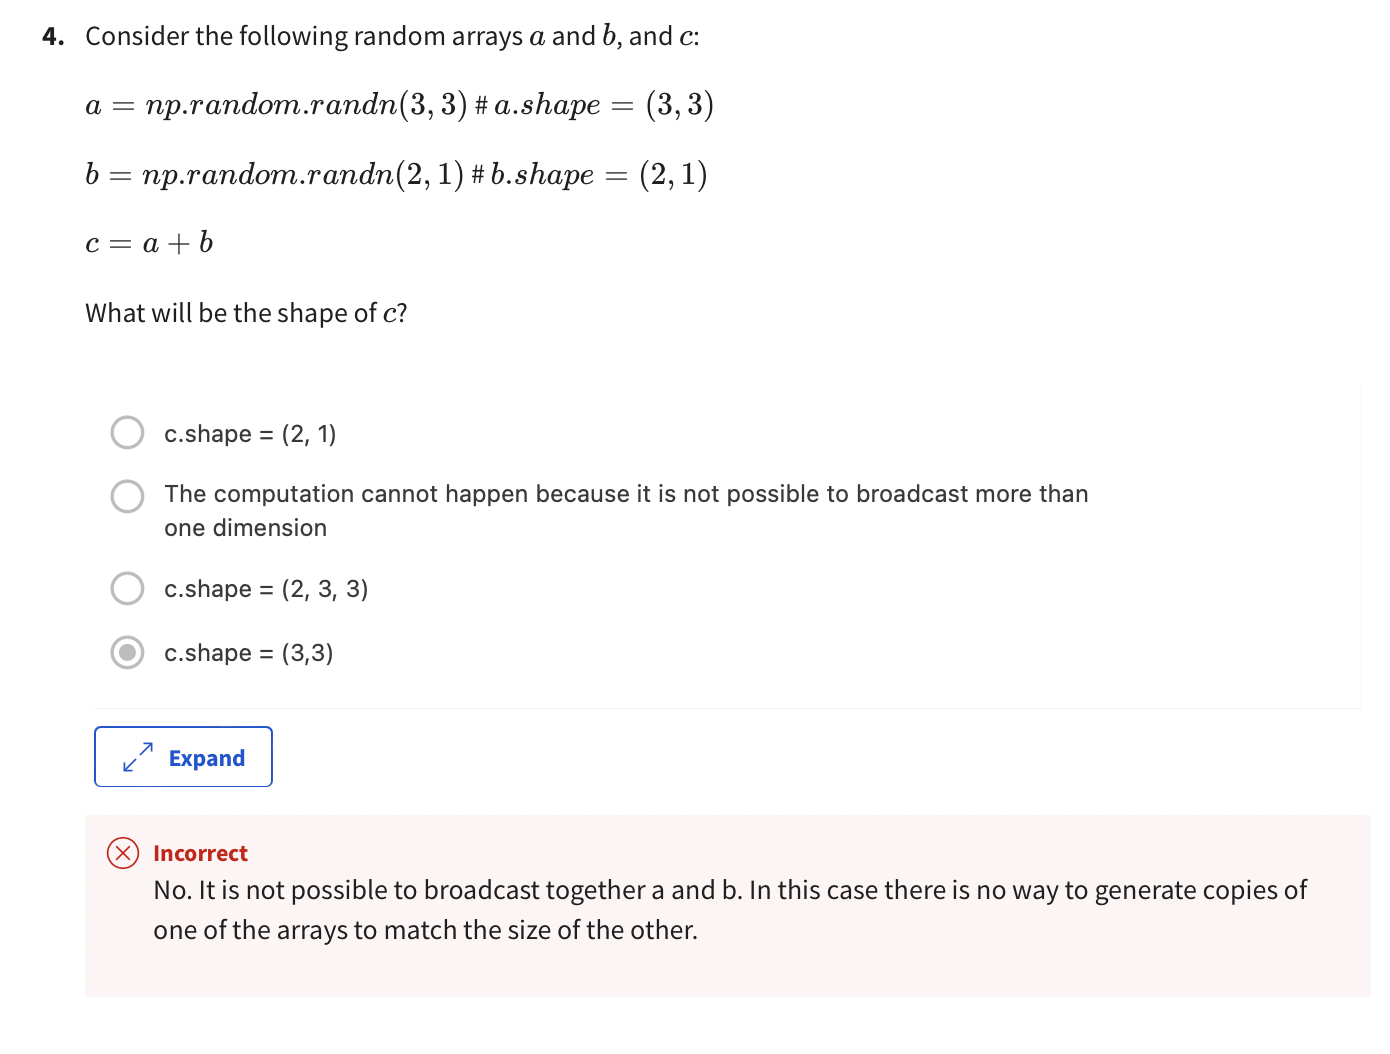 4. Consider the following random arrays a and b, and c:
a = np.random.randn(3, 3) # a.shape = (3, 3)
b = np.random.randn(2, 1) # b.shape = (2, 1)
c = a + b
What will be the shape of c?
c.shape = (2, 1)
The computation cannot happen because it is not possible to broadcast more than
one dimension
c.shape = (2, 3, 3)
c.shape = (3,3)
Expand
Incorrect
No. It is not possible to broadcast together a and b. In this case there is no way to generate copies of
one of the arrays to match the size of the other.